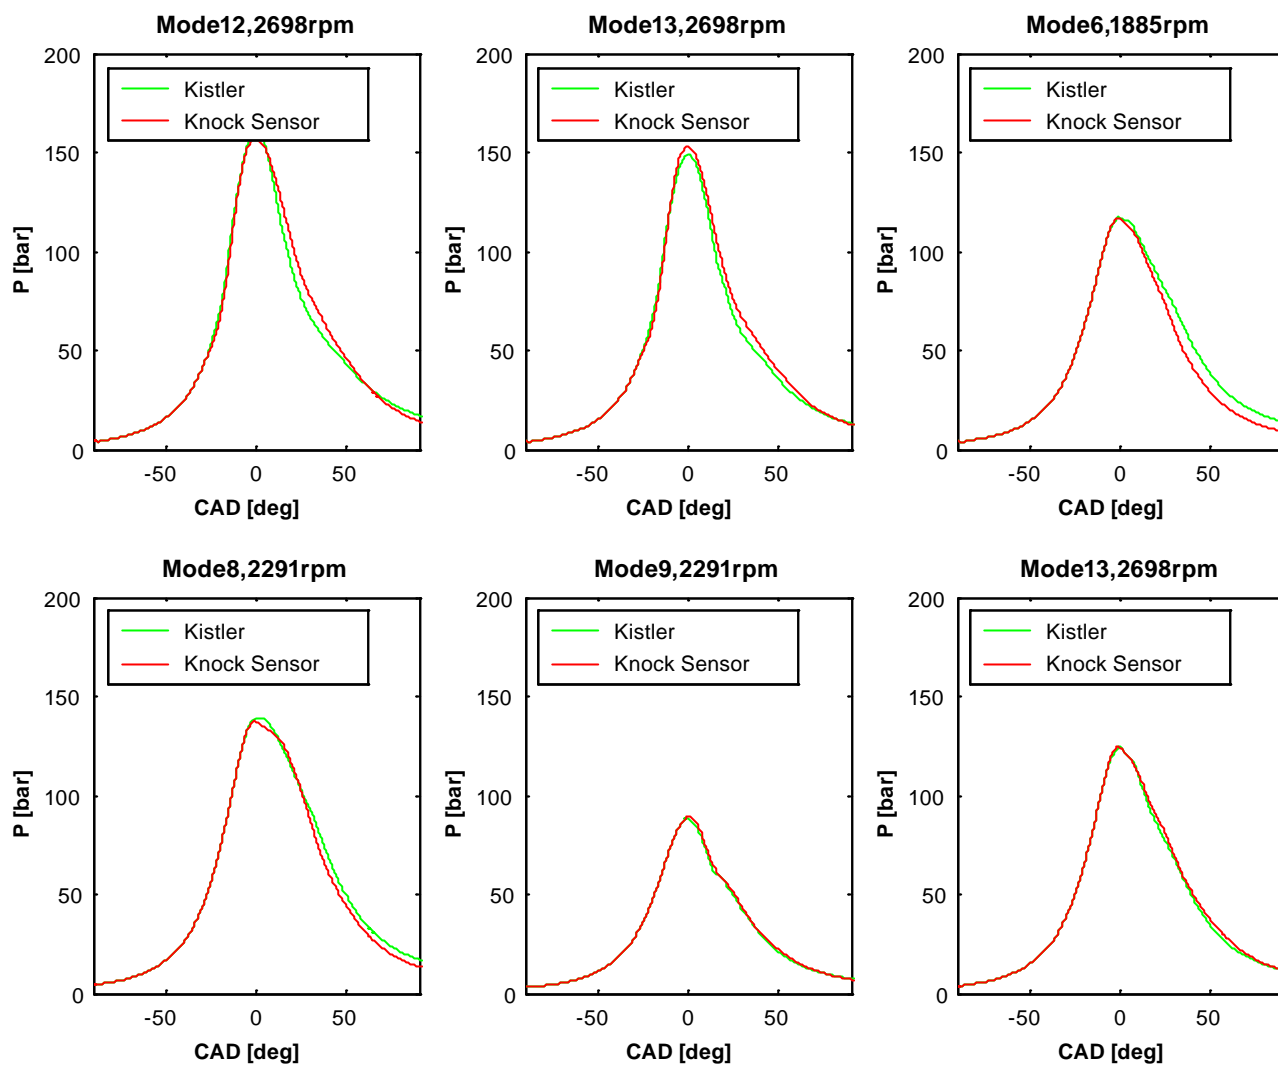 Mode12,2698rpm
200
150
100
50
0
P [bar]
Kistler
Knock Sensor
-50 0 50
CAD [deg]
Mode13,2698rpm
200
150
100
50
0
P [bar]
Kistler
Knock Sensor
-50 0 50
CAD [deg]
Mode6,1885rpm
200
150
100
50
0
P [bar]
Kistler
Knock Sensor
-50 0 50
CAD [deg]
Mode8,2291rpm
200
150
100
50
0
P [bar]
Kistler
Knock Sensor
-50 0 50
CAD [deg]
Mode9,2291rpm
200
150
100
50
0
P [bar]
Kistler
Knock Sensor
-50 0 50
CAD [deg]
Mode13,2698rpm
200
150
100
50
0
P [bar]
Kistler
Knock Sensor
-50 0 50
CAD [deg]